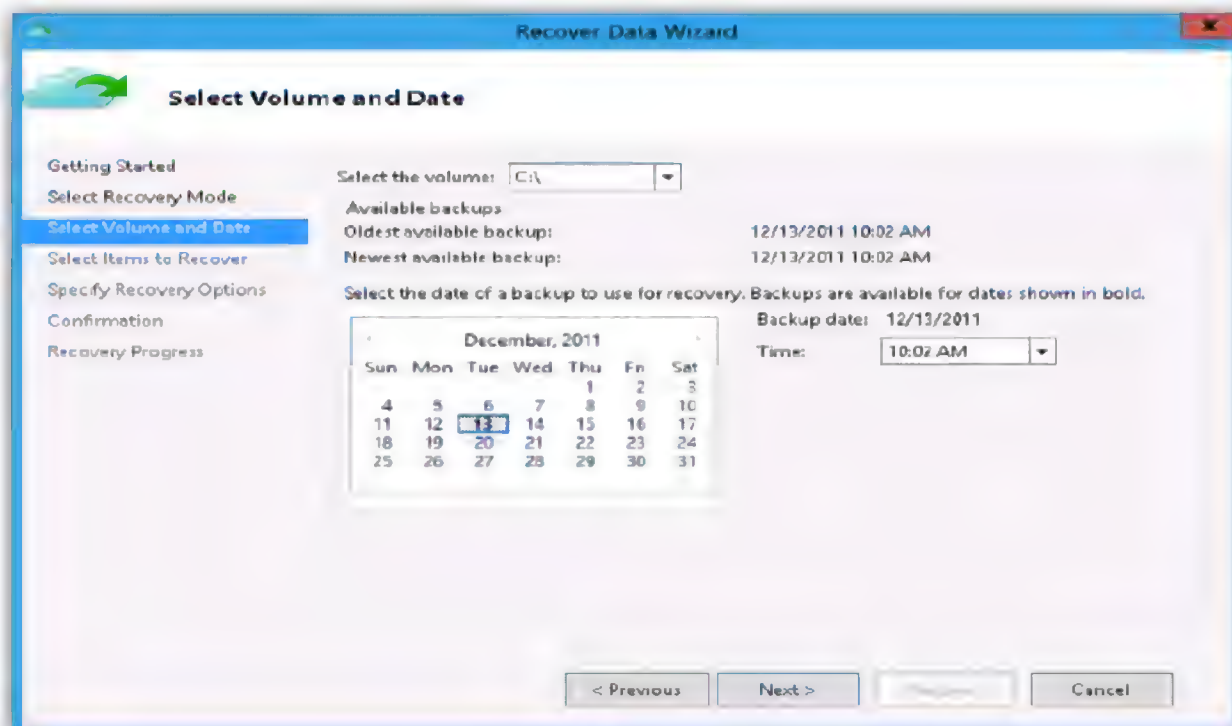 Recover Data Wizard
Select Volume and Date
Getting Started
Select Recovery Mode
Select Volume and Date
Select Items to Recover
Specify Recovery Options
Confirmation
Recovery Progress
Select the volume: C:\
Available backups
Oldest available backup: 12/13/2011 10:02 AM
Newest available backup: 12/13/2011 10:02 AM
Select the date of a backup to use for recovery. Backups are available for dates shown in bold.
December, 2011
Sun Mon Tue Wed Thu Fri Sat
1 2 3
4 5 6 7 8 9 10
11 12 13 14 15 16 17
18 19 20 21 22 23 24
25 26 27 28 29 30 31
Backup date: 12/13/2011
Time: 10:02 AM
< Previous
Next >
Cancel